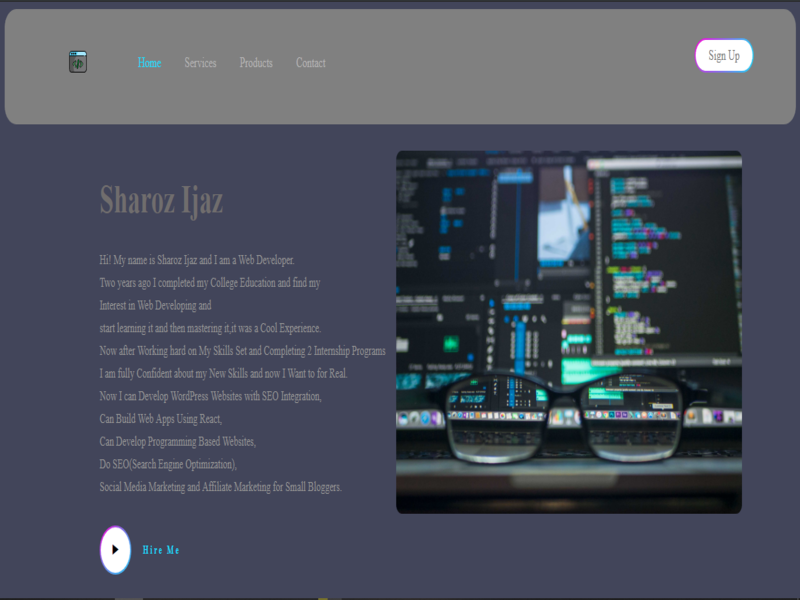 Home Services Products Contact
Sign Up
Sharoz Ijaz
Hi! My name is Sharoz Ijaz and I am a Web Developer.
Two years ago I completed my College Education and find my
Interest in Web Developing and
start learning it and then mastering it,it was a Cool Experience.
Now after Working hard on My Skills Set and Completing 2 Internship Programs
I am fully Confident about my New Skills and now I Want to for Real.
Now I can Develop WordPress Websites with SEO Integration,
Can Build Web Apps Using React,
Can Develop Programming Based Websites,
Do SEO(Search Engine Optimization),
Social Media Marketing and Affiliate Marketing for Small Bloggers.
Hire Me